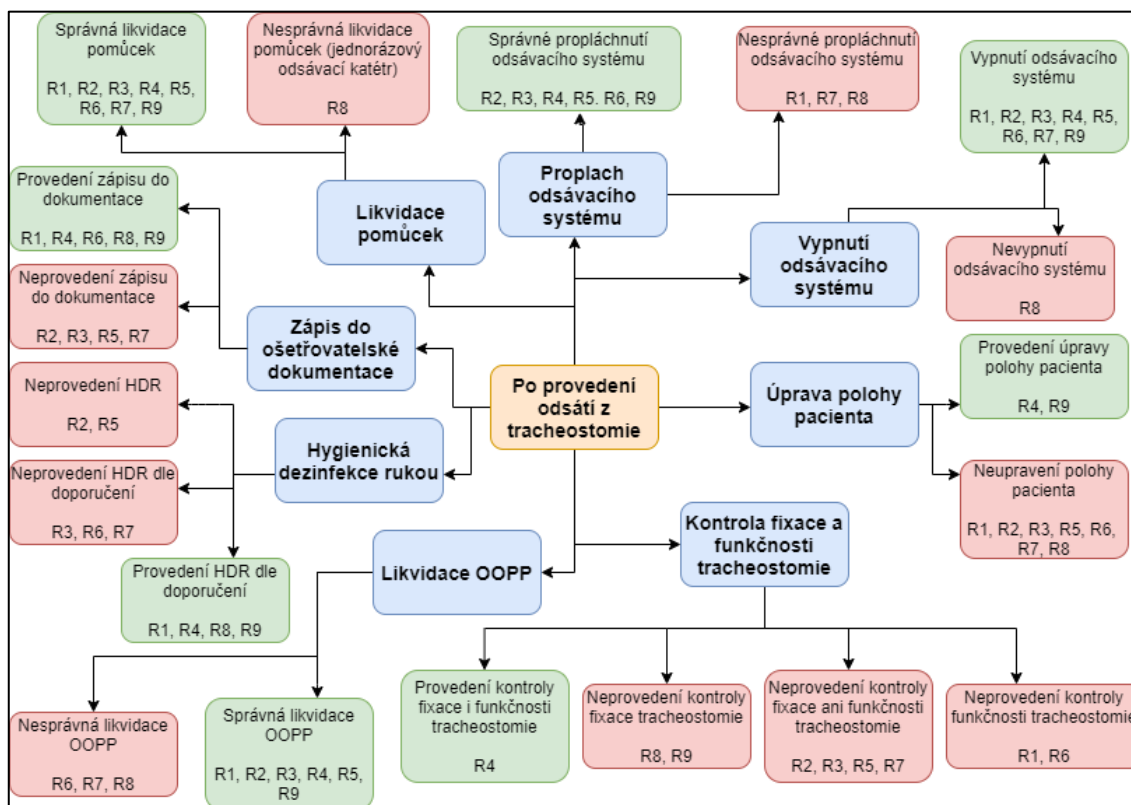 Správná likvidace
pomůcek
R1, R2, R3, R4, R5,
R6, R7, R9
Nesprávná likvidace
pomůcek (jednorázový
odsávací katétr)
R8
Správné propláchnutí
odsávacího systému
R2, R3, R4, R5. R6, R9
Nesprávné propláchnutí
odsávacího systému
R1, R7, R8
Vypnutí odsávacího
systému
R1, R2, R3, R4, R5,
R6, R7, R9
Provedení zápisu do
dokumentace
R1, R4, R6, R8, R9
Likvidace
pomůcek
Proplach
odsávacího
systému
Vypnutí
odsávacího
systému
Nevypnutí
odsávacího systému
R8
Neprovedení zápisu
do dokumentace
R2, R3, R5, R7
Zápis do
ošetřovatelské
dokumentace
Po provedení
odsátí z
tracheostomie
Úprava polohy
pacienta
Provedení úpravy
polohy pacienta
R4, R9
Neprovedení HDR
R2, R5
Hygienická
dezinfekce rukou
Neupravení polohy
pacienta
R1, R2, R3, R5, R6,
R7, R8
Neprovedení HDR dle
doporučení
R3, R6, R7
Kontrola fixace a
funkčnosti
tracheostomie
Likvidace OOPP
Provedení HDR dle
doporučení
R1, R4, R8, R9
Nesprávná likvidace
OOPP
R6, R7, R8
Správná likvidace
OOPP
R1, R2, R3, R4, R5,
R9
Provedení kontroly
fixace i funkčnosti
tracheostomie
R4
Neprovedení kontroly
fixace tracheostomie
R8, R9
Neprovedení kontroly
fixace ani funkčnosti
tracheostomie
R2, R3, R5, R7
Neprovedení kontroly
funkčnosti tracheostomie
R1, R6